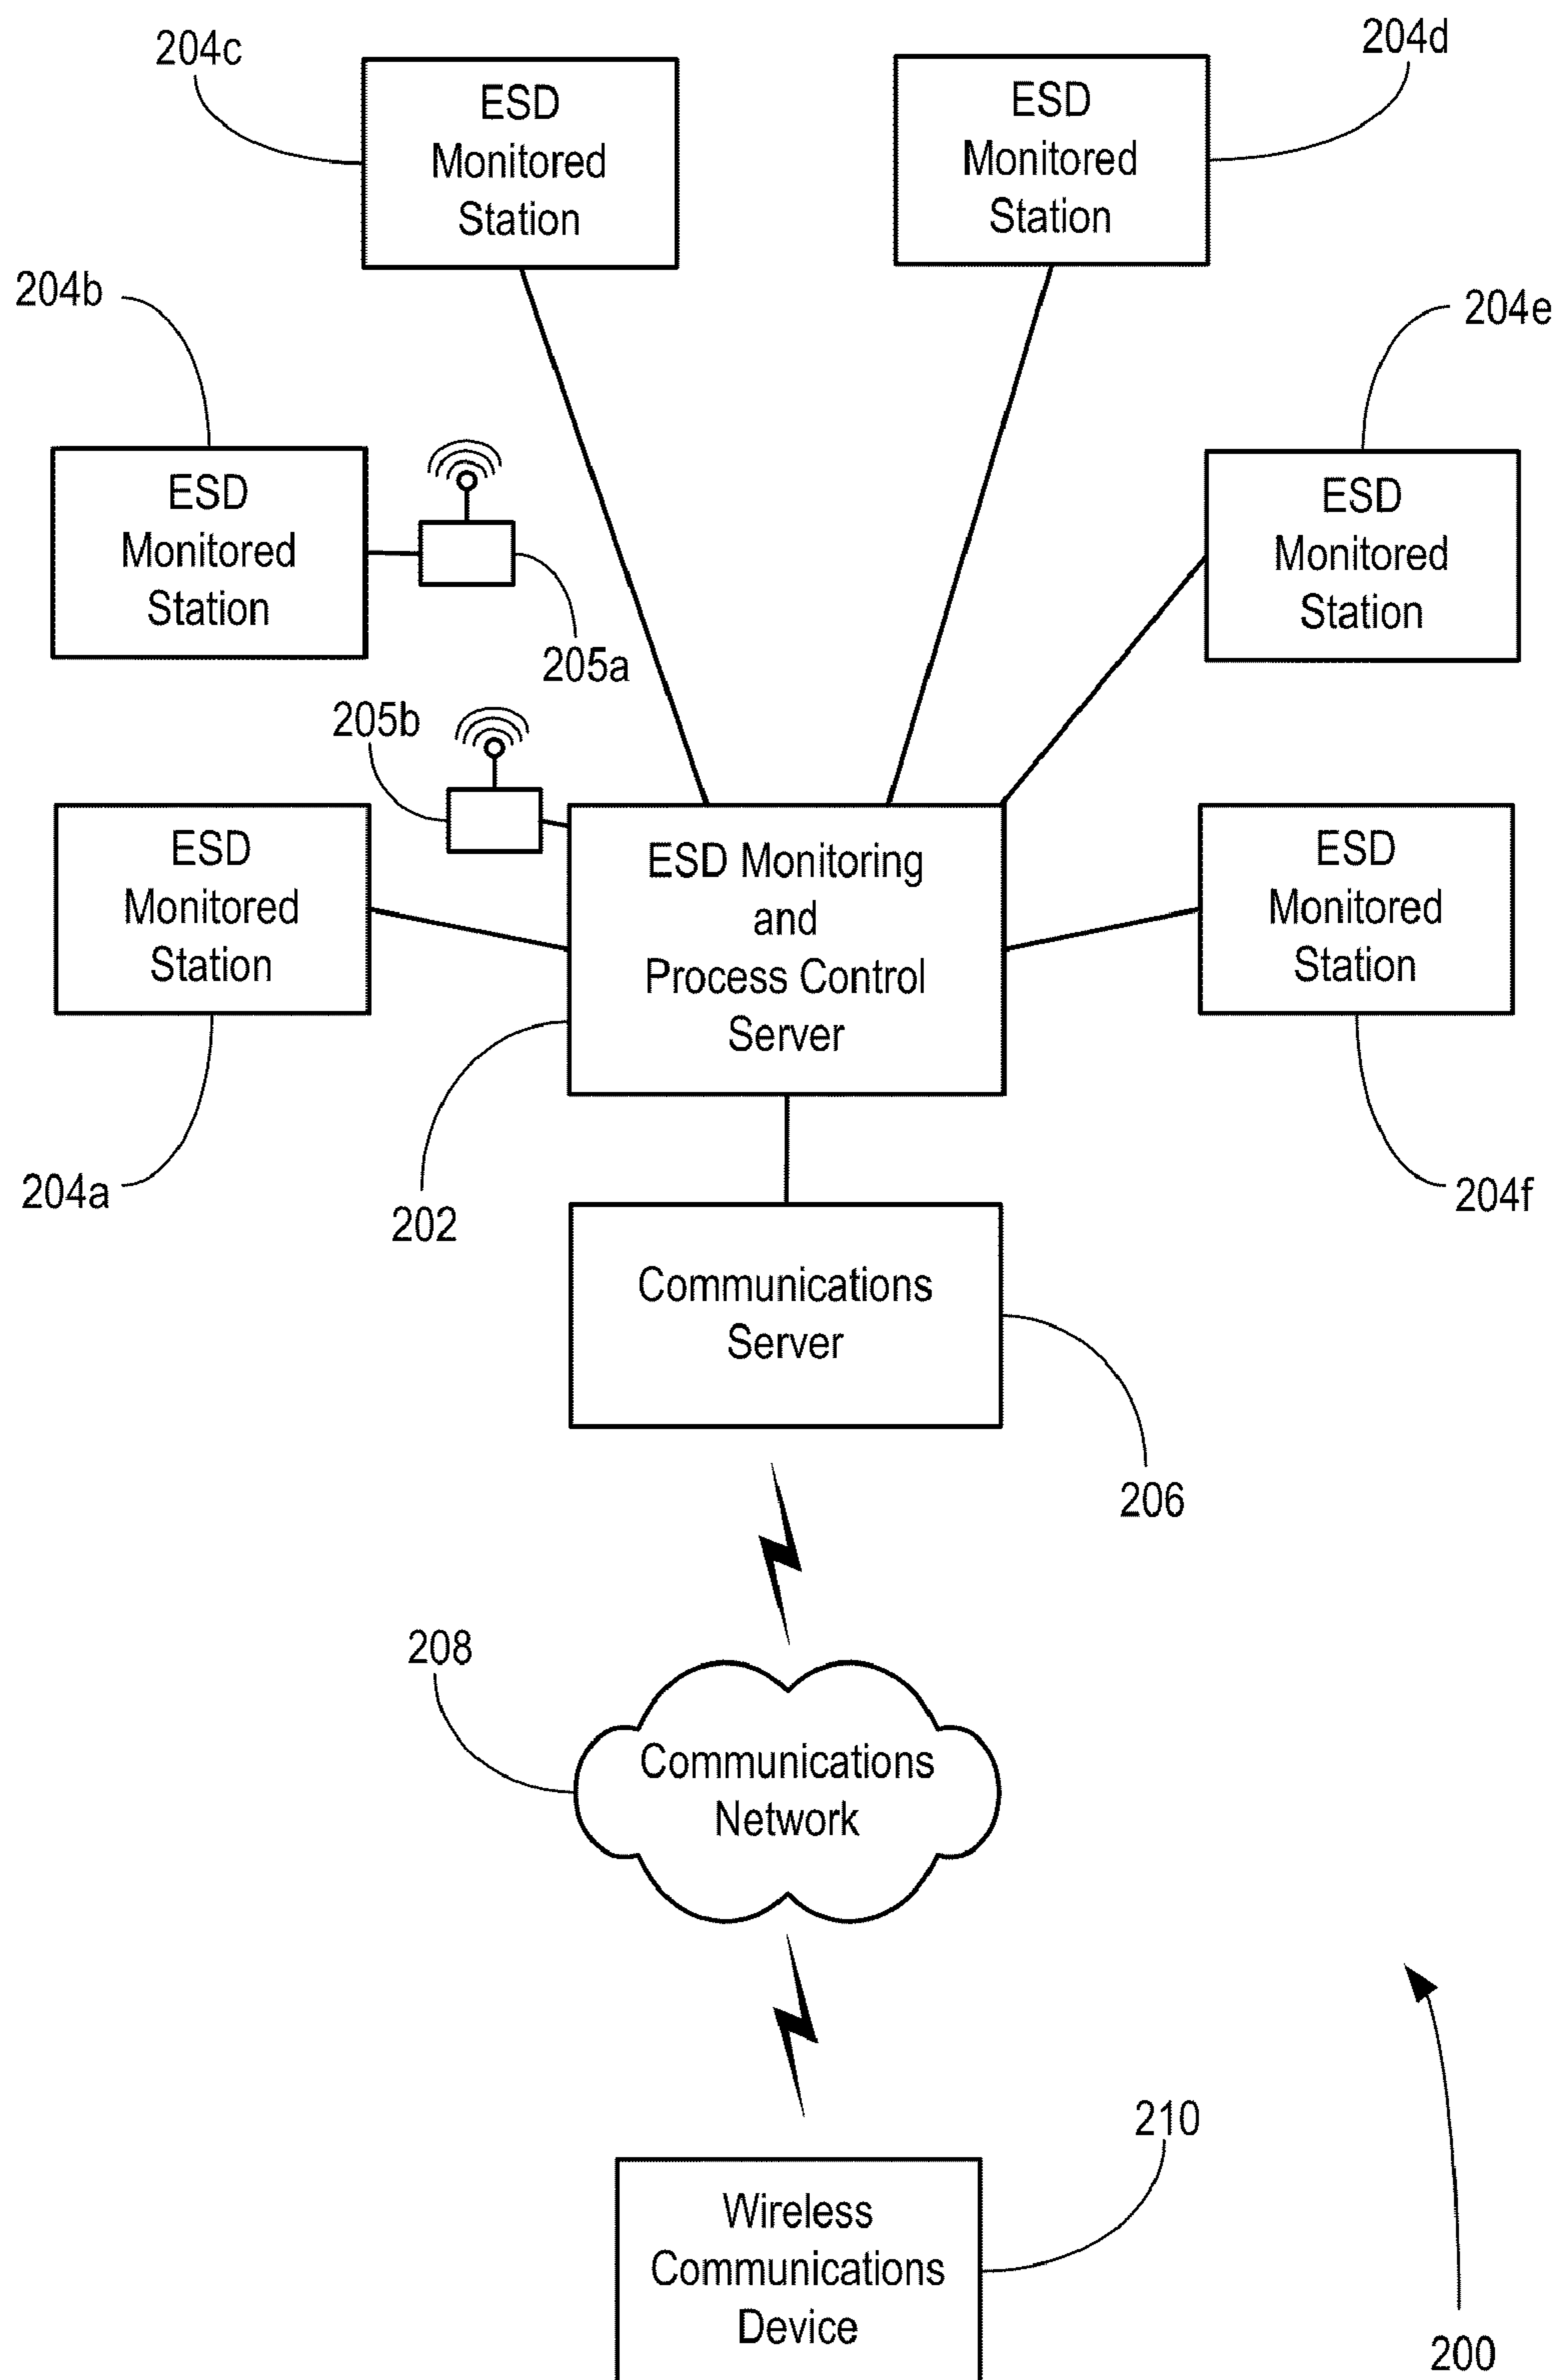 204c
ESD
Monitored
Station
204d
ESD
Monitored
Station
204b
ESD
Monitored
Station
205a
204e
ESD
Monitored
Station
205b
204a
ESD
Monitored
Station
ESD Monitoring
and
Process Control
Server
202
ESD
Monitored
Station
204f
Communications
Server
206
208
Communications
Network
210
Wireless
Communications
Device
200